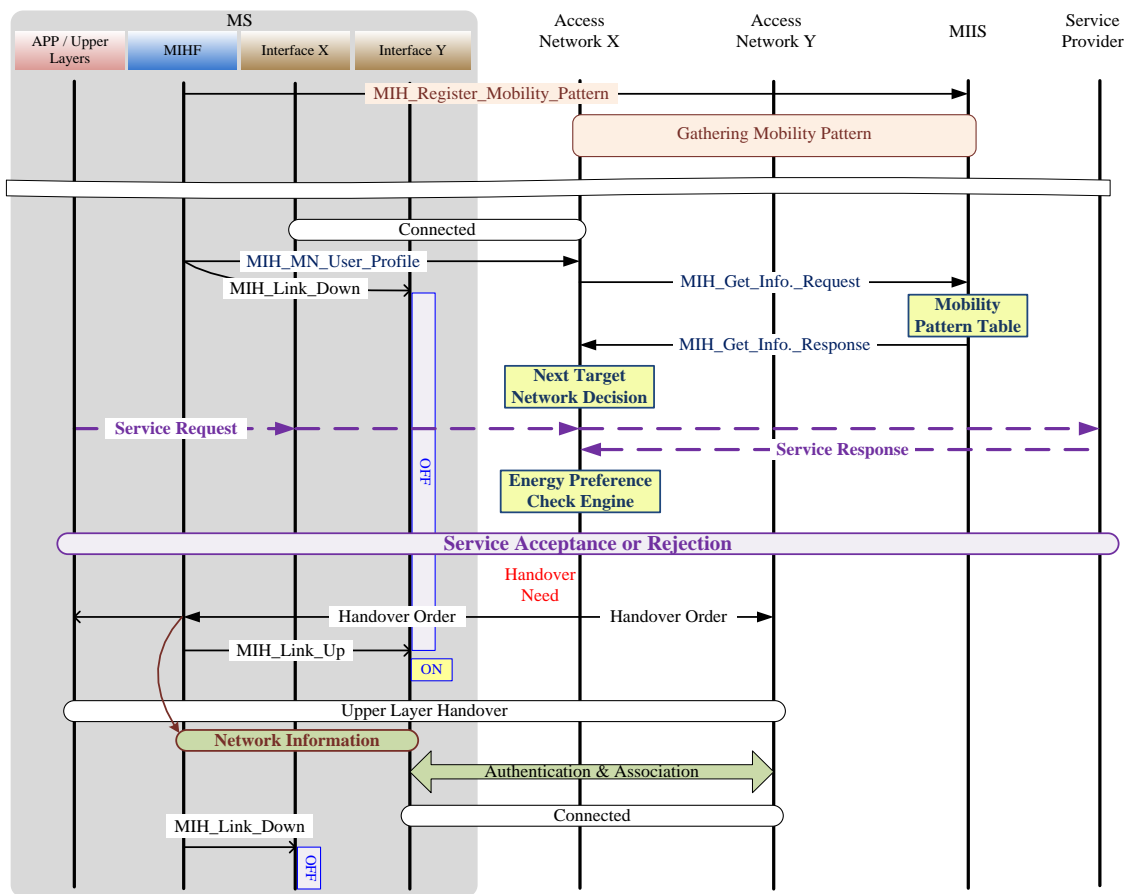 MS
Access
Network X
Access
Network Y
MIIS
Service
Provider
APP / Upper
Layers
MIHF
Interface X
Interface Y
MIH_Register_Mobility_Pattern
Gathering Mobility Pattern
Connected
MIH_MN_User_Profile
MIH_Link_Down
MIH_Get_Info._Request
Mobility
Pattern Table
MIH_Get_Info._Response
Next Target
Network Decision
Service Request
Service Response
OFF
Energy Preference
Check Engine
Service Acceptance or Rejection
Handover
Need
Handover Order
Handover Order
MIH_Link_Up
ON
Upper Layer Handover
Network Information
Authentication & Association
Connected
MIH_Link_Down
OFF